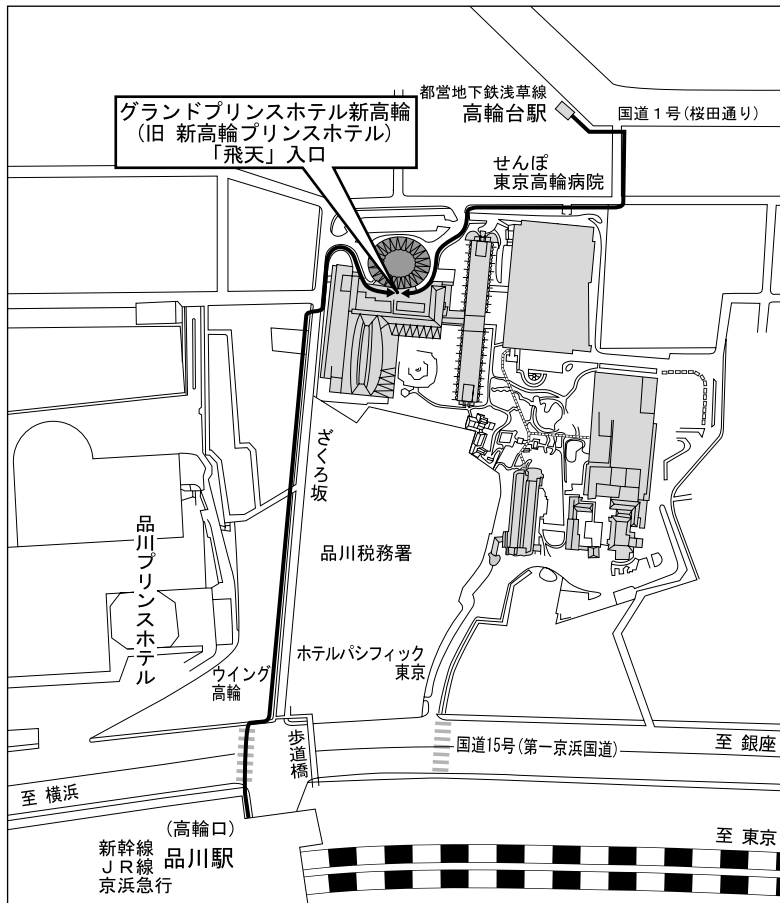 都営地下鉄浅草線
高輪台駅
国道1号(桜田通り)
グランドプリンスホテル新高輪
(旧 新高輪プリンスホテル)
「飛天」入口
せんぽ
東京高輪病院
ざくろ坂
品川プリンスホテル
品川税務署
ホテルパシフィック
東京
ウイング
高輪
歩道橋
国道15号(第一京浜国道)
至 銀座
至 横浜
(高輪口)
新幹線
JR線
京浜急行
品川駅
至 東京